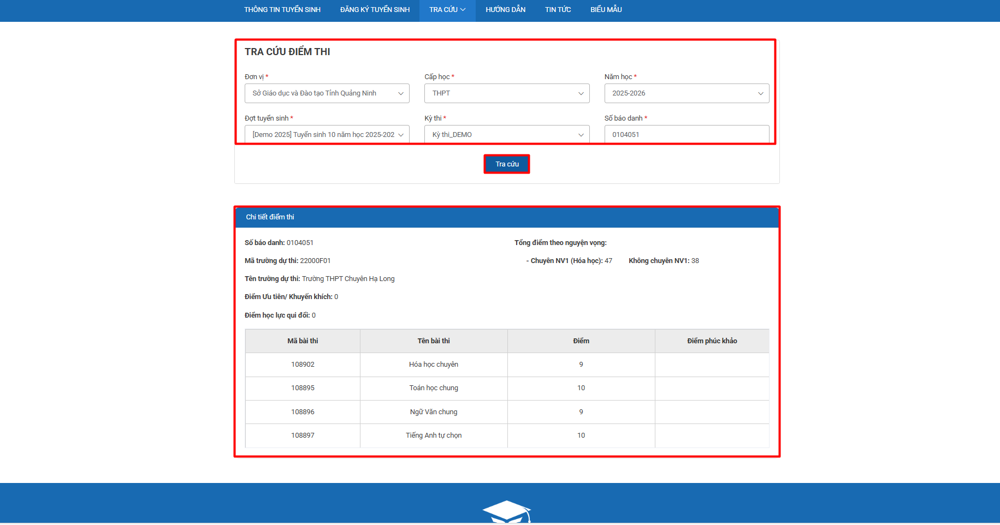 THÔNG TIN TUYỂN SINH ĐĂNG KÝ TUYỂN SINH TRA CỨU HƯỚNG DẪN TIN TỨC BIỂU MẪU
TRA CỨU ĐIỂM THI
Đơn vị * Cấp học * Năm học *
Sở Giáo dục và Đào tạo Tỉnh Quảng Ninh THPT 2025-2026
Đợt tuyển sinh * Kỳ thi * Số báo danh *
[Demo 2025] Tuyển sinh 10 năm học 2025-202 Kỳ thi_DEMO 0104051
Tra cứu
Chi tiết điểm thi
Số báo danh: 0104051 Tổng điểm theo nguyện vọng:
Mã trường dự thi: 22000F01 - Chuyên NV1 (Hóa học): 47 Không chuyên NV1: 38
Tên trường dự thi: Trường THPT Chuyên Hạ Long
Điểm Ưu tiên/ Khuyến khích: 0
Điểm học lực qui đổi: 0
Mã bài thi Tên bài thi Điểm Điểm phúc khảo
108902 Hóa học chuyên 9
108895 Toán học chung 10
108896 Ngữ Văn chung 9
108897 Tiếng Anh tự chọn 10